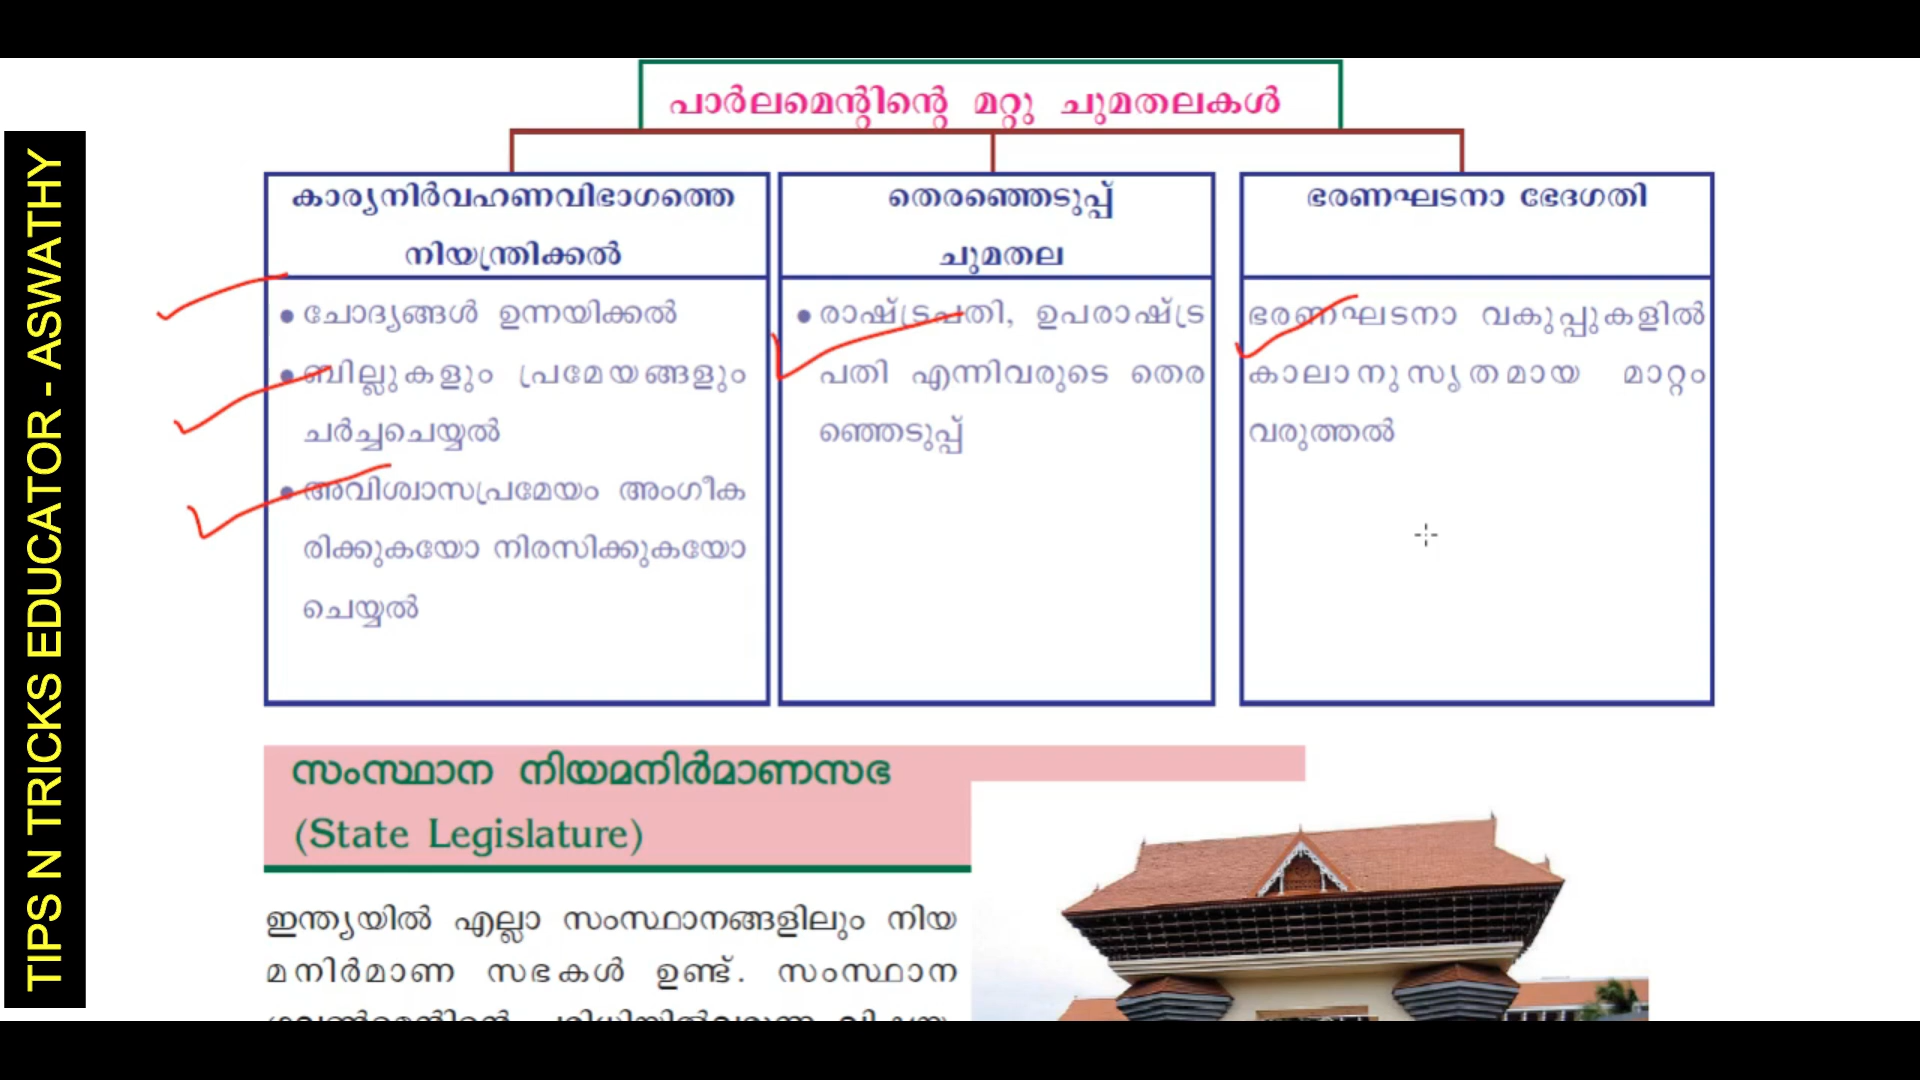 പാർലമെന്റിന്റെ മറ്റു ചുമതലകൾ
കാര്യനിർവഹണവിഭാഗത്തെ
നിയന്ത്രിക്കൽ
• ചോദ്യങ്ങൾ ഉന്നയിക്കൽ
• ബില്ലുകളും പ്രമേയങ്ങളും
ചർച്ചചെയ്യൽ
• അവിശ്വാസപ്രമേയം അംഗീക
രിക്കുകയോ നിരസിക്കുകയോ
ചെയ്യൽ
തെരഞ്ഞെടുപ്പ്
ചുമതല
• രാഷ്ട്രപതി, ഉപരാഷ്ട്ര
പതി എന്നിവരുടെ തെര
ഞ്ഞെടുപ്പ്
ഭരണഘടനാ ഭേദഗതി
ഭരണഘടനാ വകുപ്പുകളിൽ
കാലാനുസൃതമായ മാറ്റം
വരുത്തൽ
സംസ്ഥാന നിയമനിർമാണസഭ
(State Legislature)
ഇന്ത്യയിൽ എല്ലാ സംസ്ഥാനങ്ങളിലും നിയ
മനിർമാണ സഭകൾ ഉണ്ട്. സംസ്ഥാന
TIPS N TRICKS EDUCATOR - ASWATHY